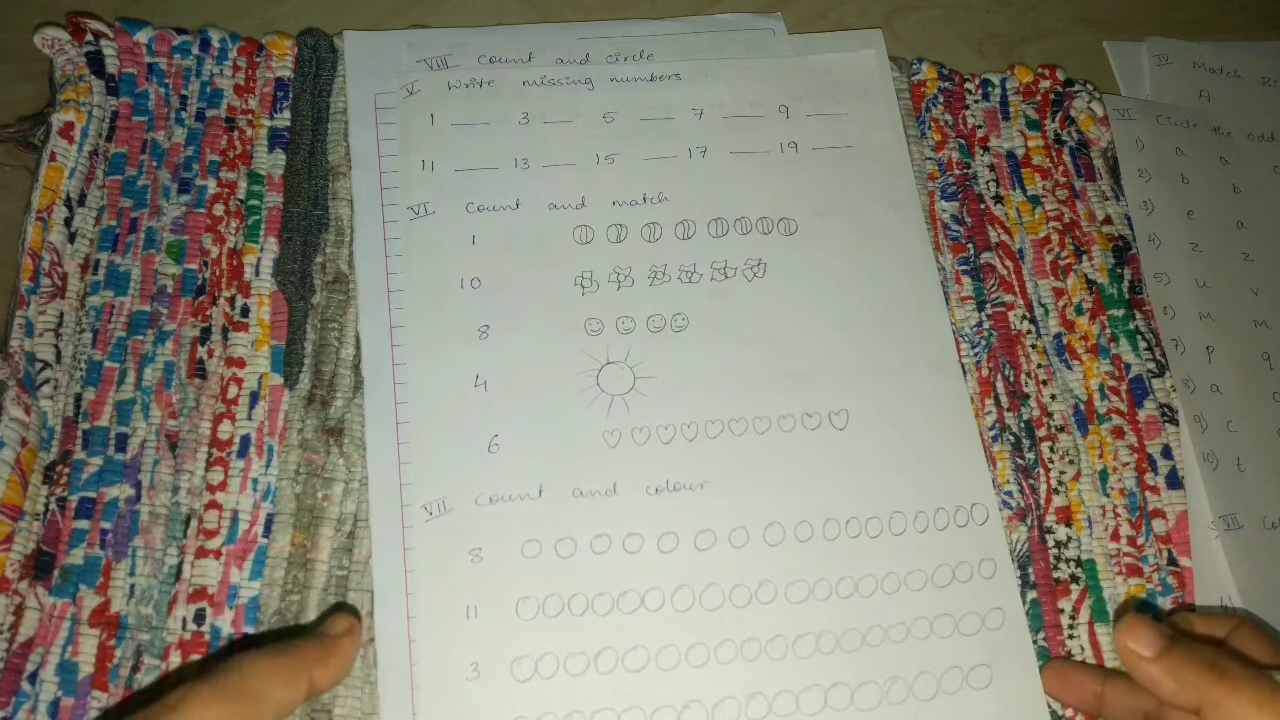 VIII Count and circle
V Write missing numbers
1 ___ 3 ___ 5 ___ 7 ___ 9 ___
11 ___ 13 ___ 15 ___ 17 ___ 19 ___
VI Count and match
1
10
8
4
6
VII Count and colour
8
11
3
IV Match
A
VI Circle the odd
1) a a
2) b b
3) e a
4) z z
5) u v
6) m m
7) p q
8) a
9) c
10) t
VII